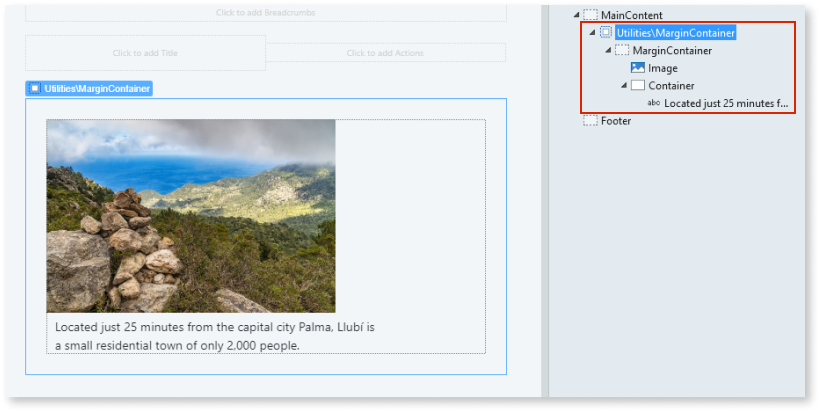 Click to add Breadcrumbs
Click to add Title
Click to add Actions
Utilities\MarginContainer
Located just 25 minutes from the capital city Palma, Llubí is
a small residential town of only 2,000 people.
MainContent
Utilities\MarginContainer
MarginContainer
Image
Container
abc Located just 25 minutes f...
Footer